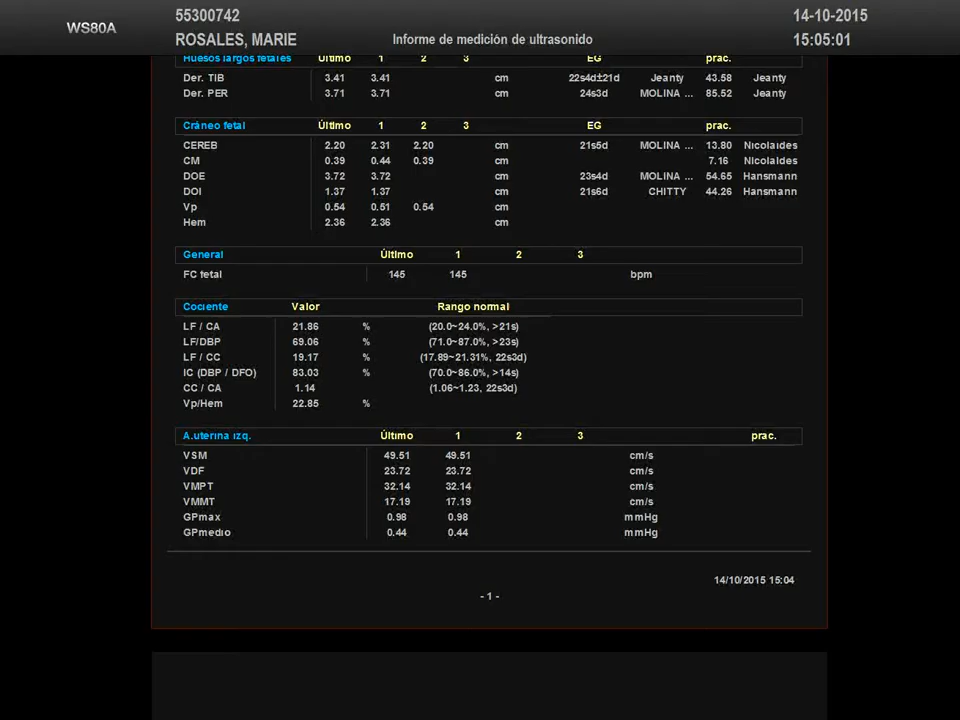 WS80A
55300742
ROSALES, MARIE
Informe de medición de ultrasonido
14-10-2015
15:05:01
Huesos largos fetales Último 1 2 3 EG prac.
Der. TIB 3.41 3.41 cm 22s4d±21d Jeanty 43.58 Jeanty
Der. PER 3.71 3.71 cm 24s3d MOLINA ... 85.52 Jeanty
Cráneo fetal Último 1 2 3 EG prac.
CEREB 2.20 2.31 2.20 cm 21s5d MOLINA ... 13.80 Nicolaides
CM 0.39 0.44 0.39 cm 7.16 Nicolaides
DOE 3.72 3.72 cm 23s4d MOLINA ... 54.65 Hansmann
DOI 1.37 1.37 cm 21s6d CHITTY 44.26 Hansmann
Vp 0.54 0.51 0.54 cm
Hem 2.36 2.36 cm
General Último 1 2 3
FC fetal 145 145 bpm
Cociente Valor Rango normal
LF / CA 21.86 % (20.0~24.0%, >21s)
LF/DBP 69.06 % (71.0~87.0%, >23s)
LF / CC 19.17 % (17.89~21.31%, 22s3d)
IC (DBP / DFO) 83.03 % (70.0~86.0%, >14s)
CC / CA 1.14 (1.06~1.23, 22s3d)
Vp/Hem 22.85 %
A.uterina izq. Último 1 2 3 prac.
VSM 49.51 49.51 cm/s
VDF 23.72 23.72 cm/s
VMPT 32.14 32.14 cm/s
VMMT 17.19 17.19 cm/s
GPmax 0.98 0.98 mmHg
GPmedio 0.44 0.44 mmHg
14/10/2015 15:04
- 1 -